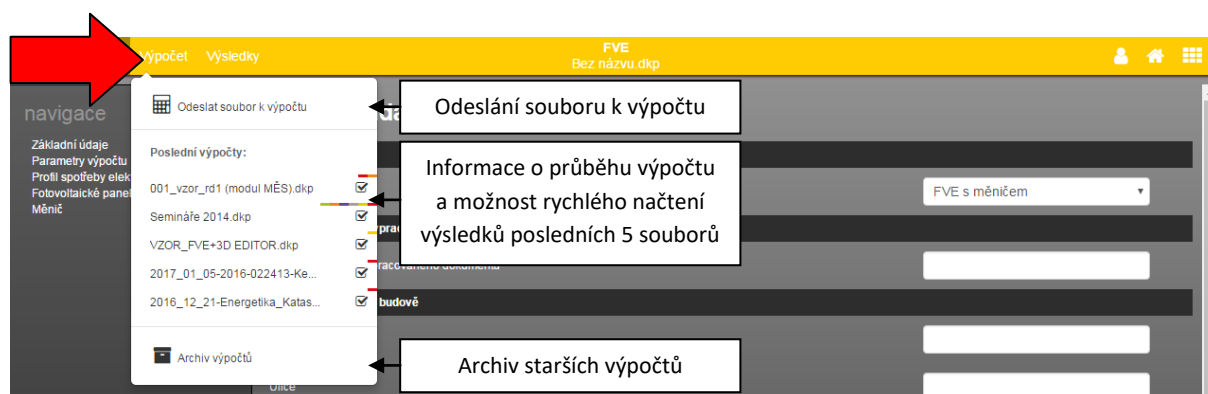 Výpočet Výsledky
FVE
Bez názvu.dkp
navigace
Základní údaje
Parametry výpočtu
Profil spotřeby elek
Fotovoltaické panel
Měnič
Odeslat soubor k výpočtu
Poslední výpočty:
001_vzor_rd1 (modul MĚS).dkp
Semináře 2014.dkp
VZOR_FVE+3D EDITOR.dkp
2017_01_05-2016-022413-Ke...
2016_12_21-Energetika_Katas...
Archiv výpočtů
Odeslání souboru k výpočtu
Informace o průběhu výpočtu
a možnost rychlého načtení
výsledků posledních 5 souborů
Archiv starších výpočtů
FVE s měničem
budově
Ulice